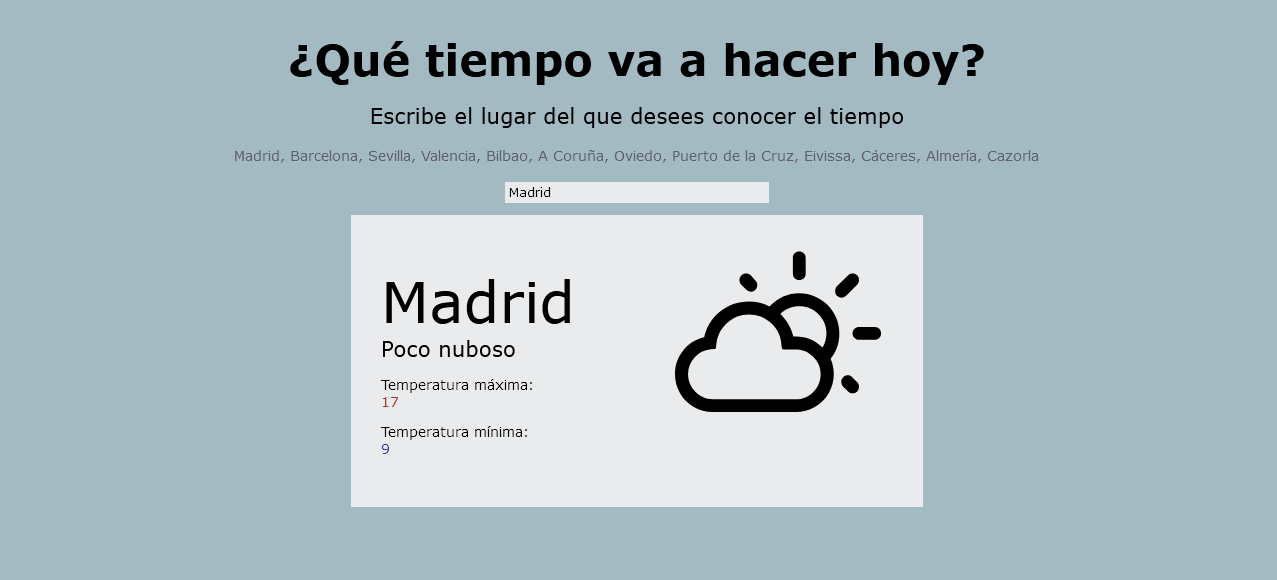 ¿Qué tiempo va a hacer hoy?
Escribe el lugar del que desees conocer el tiempo
Madrid, Barcelona, Sevilla, Valencia, Bilbao, A Coruña, Oviedo, Puerto de la Cruz, Eivissa, Cáceres, Almería, Cazorla
Madrid
Madrid
Poco nuboso
Temperatura máxima:
17
Temperatura mínima:
9